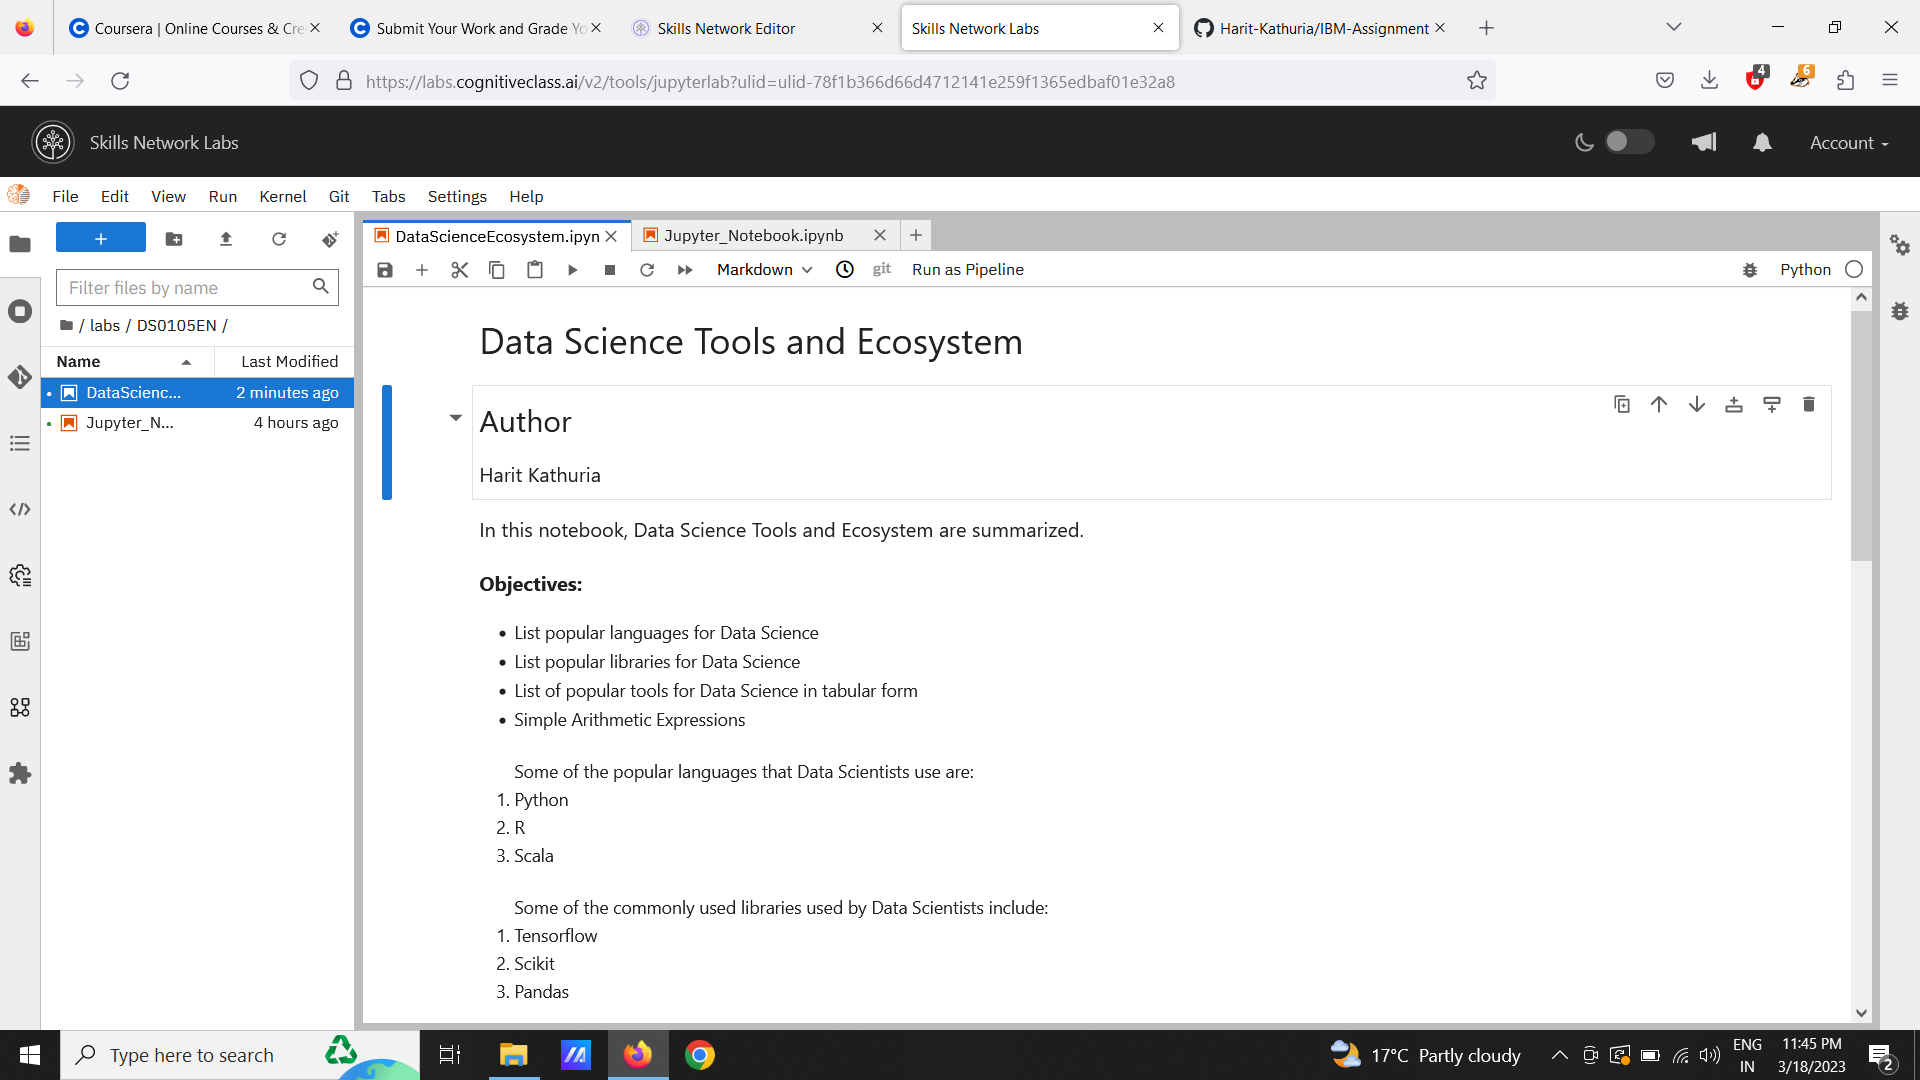 Coursera | Online Courses & Cre
Submit Your Work and Grade Yo
Skills Network Editor
Skills Network Labs
Harit-Kathuria/IBM-Assignment
https://labs.cognitiveclass.ai/v2/tools/jupyterlab?ulid=ulid-78f1b366d66d4712141e259f1365edbaf01e32a8
4
6
Skills Network Labs
Account
File Edit View Run Kernel Git Tabs Settings Help
DataScienceEcosystem.ipyn
Jupyter_Notebook.ipynb
Markdown
git
Run as Pipeline
Python
Filter files by name
/ labs / DS0105EN /
Name Last Modified
DataScienc... 2 minutes ago
Jupyter_N... 4 hours ago
Data Science Tools and Ecosystem
Author
Harit Kathuria
In this notebook, Data Science Tools and Ecosystem are summarized.
Objectives:
• List popular languages for Data Science
• List popular libraries for Data Science
• List of popular tools for Data Science in tabular form
• Simple Arithmetic Expressions
Some of the popular languages that Data Scientists use are:
1. Python
2. R
3. Scala
Some of the commonly used libraries used by Data Scientists include:
1. Tensorflow
2. Scikit
3. Pandas
Type here to search
17°C Partly cloudy
ENG
IN
11:45 PM
3/18/2023
2